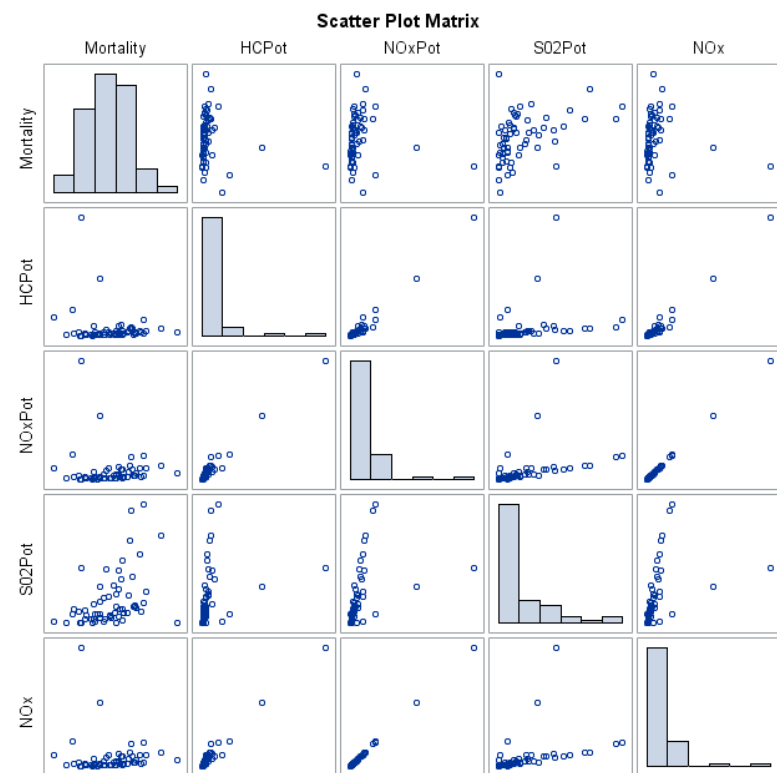 Scatter Plot Matrix
Mortality HCPot NOxPot S02Pot NOx
Mortality
HCPot
NOxPot
S02Pot
NOx